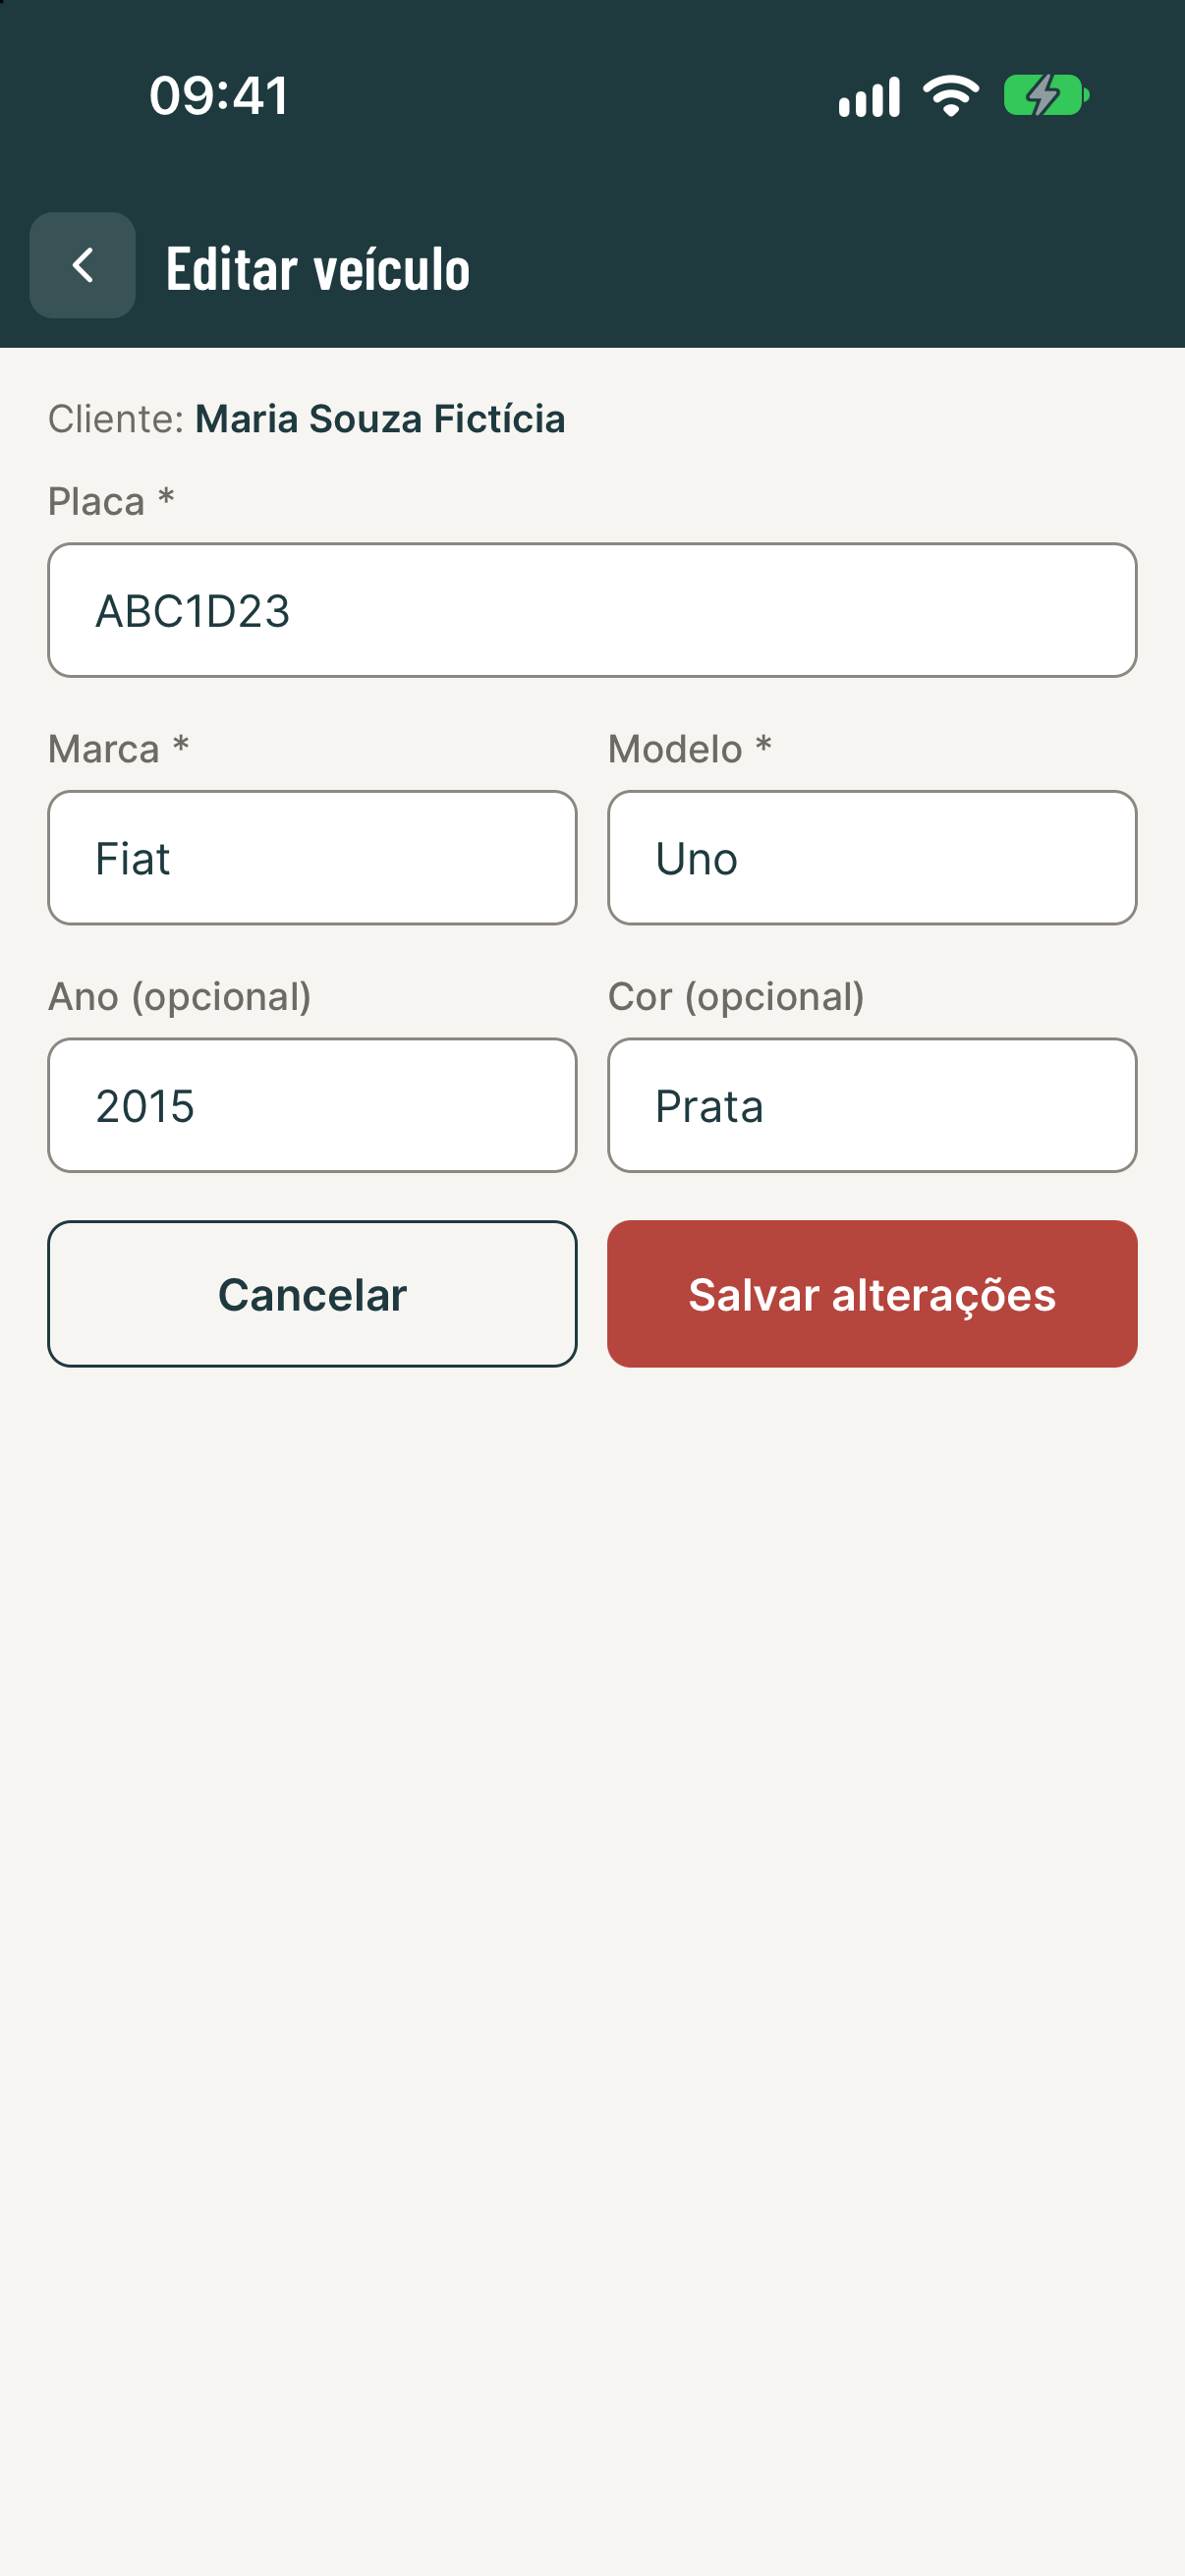 09:41
Editar veículo
Cliente: Maria Souza Fictícia
Placa *
ABC1D23
Marca * Modelo *
Fiat Uno
Ano (opcional) Cor (opcional)
2015 Prata
Cancelar Salvar alterações